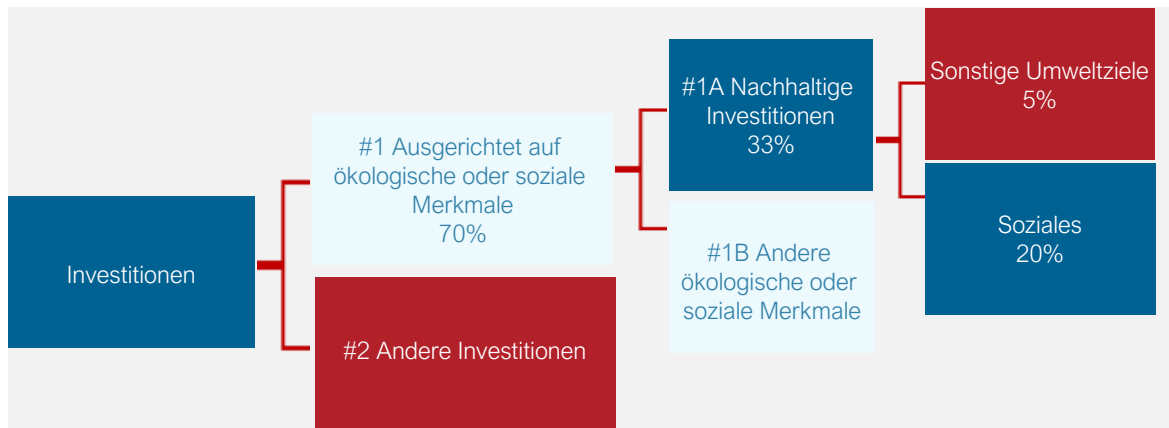 Investitionen
#1 Ausgerichtet auf
ökologische oder soziale
Merkmale
70%
#2 Andere Investitionen
#1A Nachhaltige
Investitionen
33%
#1B Andere
ökologische oder
soziale Merkmale
Sonstige Umweltziele
5%
Soziales
20%